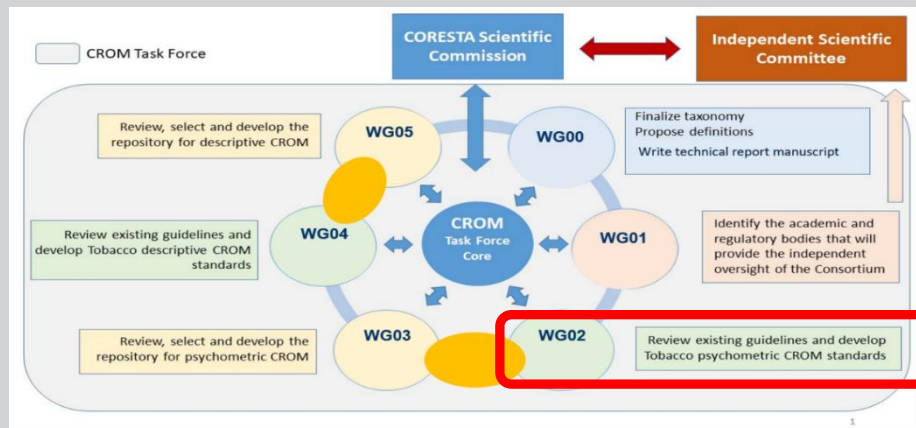 CROM Task Force
CORESTA Scientific
Commission
Independent Scientific
Committee
Review, select and develop the
repository for descriptive CROM
WG05
WG00
Finalize taxonomy
Propose definitions
Write technical report manuscript
Review existing guidelines and
develop Tobacco descriptive CROM
standards
WG04
CROM
Task Force
Core
WG01
Identify the academic and
regulatory bodies that will
provide the independent
oversight of the Consortium
Review, select and develop the
repository for psychometric CROM
WG03
WG02
Review existing guidelines and develop
Tobacco psychometric CROM standards
1